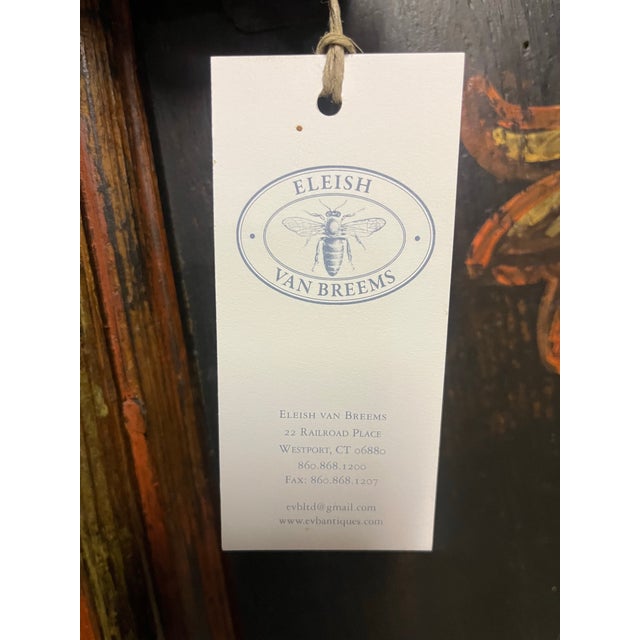 ELEISH
VAN BREEMS
Eleish van Breems
22 Railroad Place
Westport, CT 06880
860.868.1200
Fax: 860.868.1207
evbltd@gmail.com
www.evbantiques.com